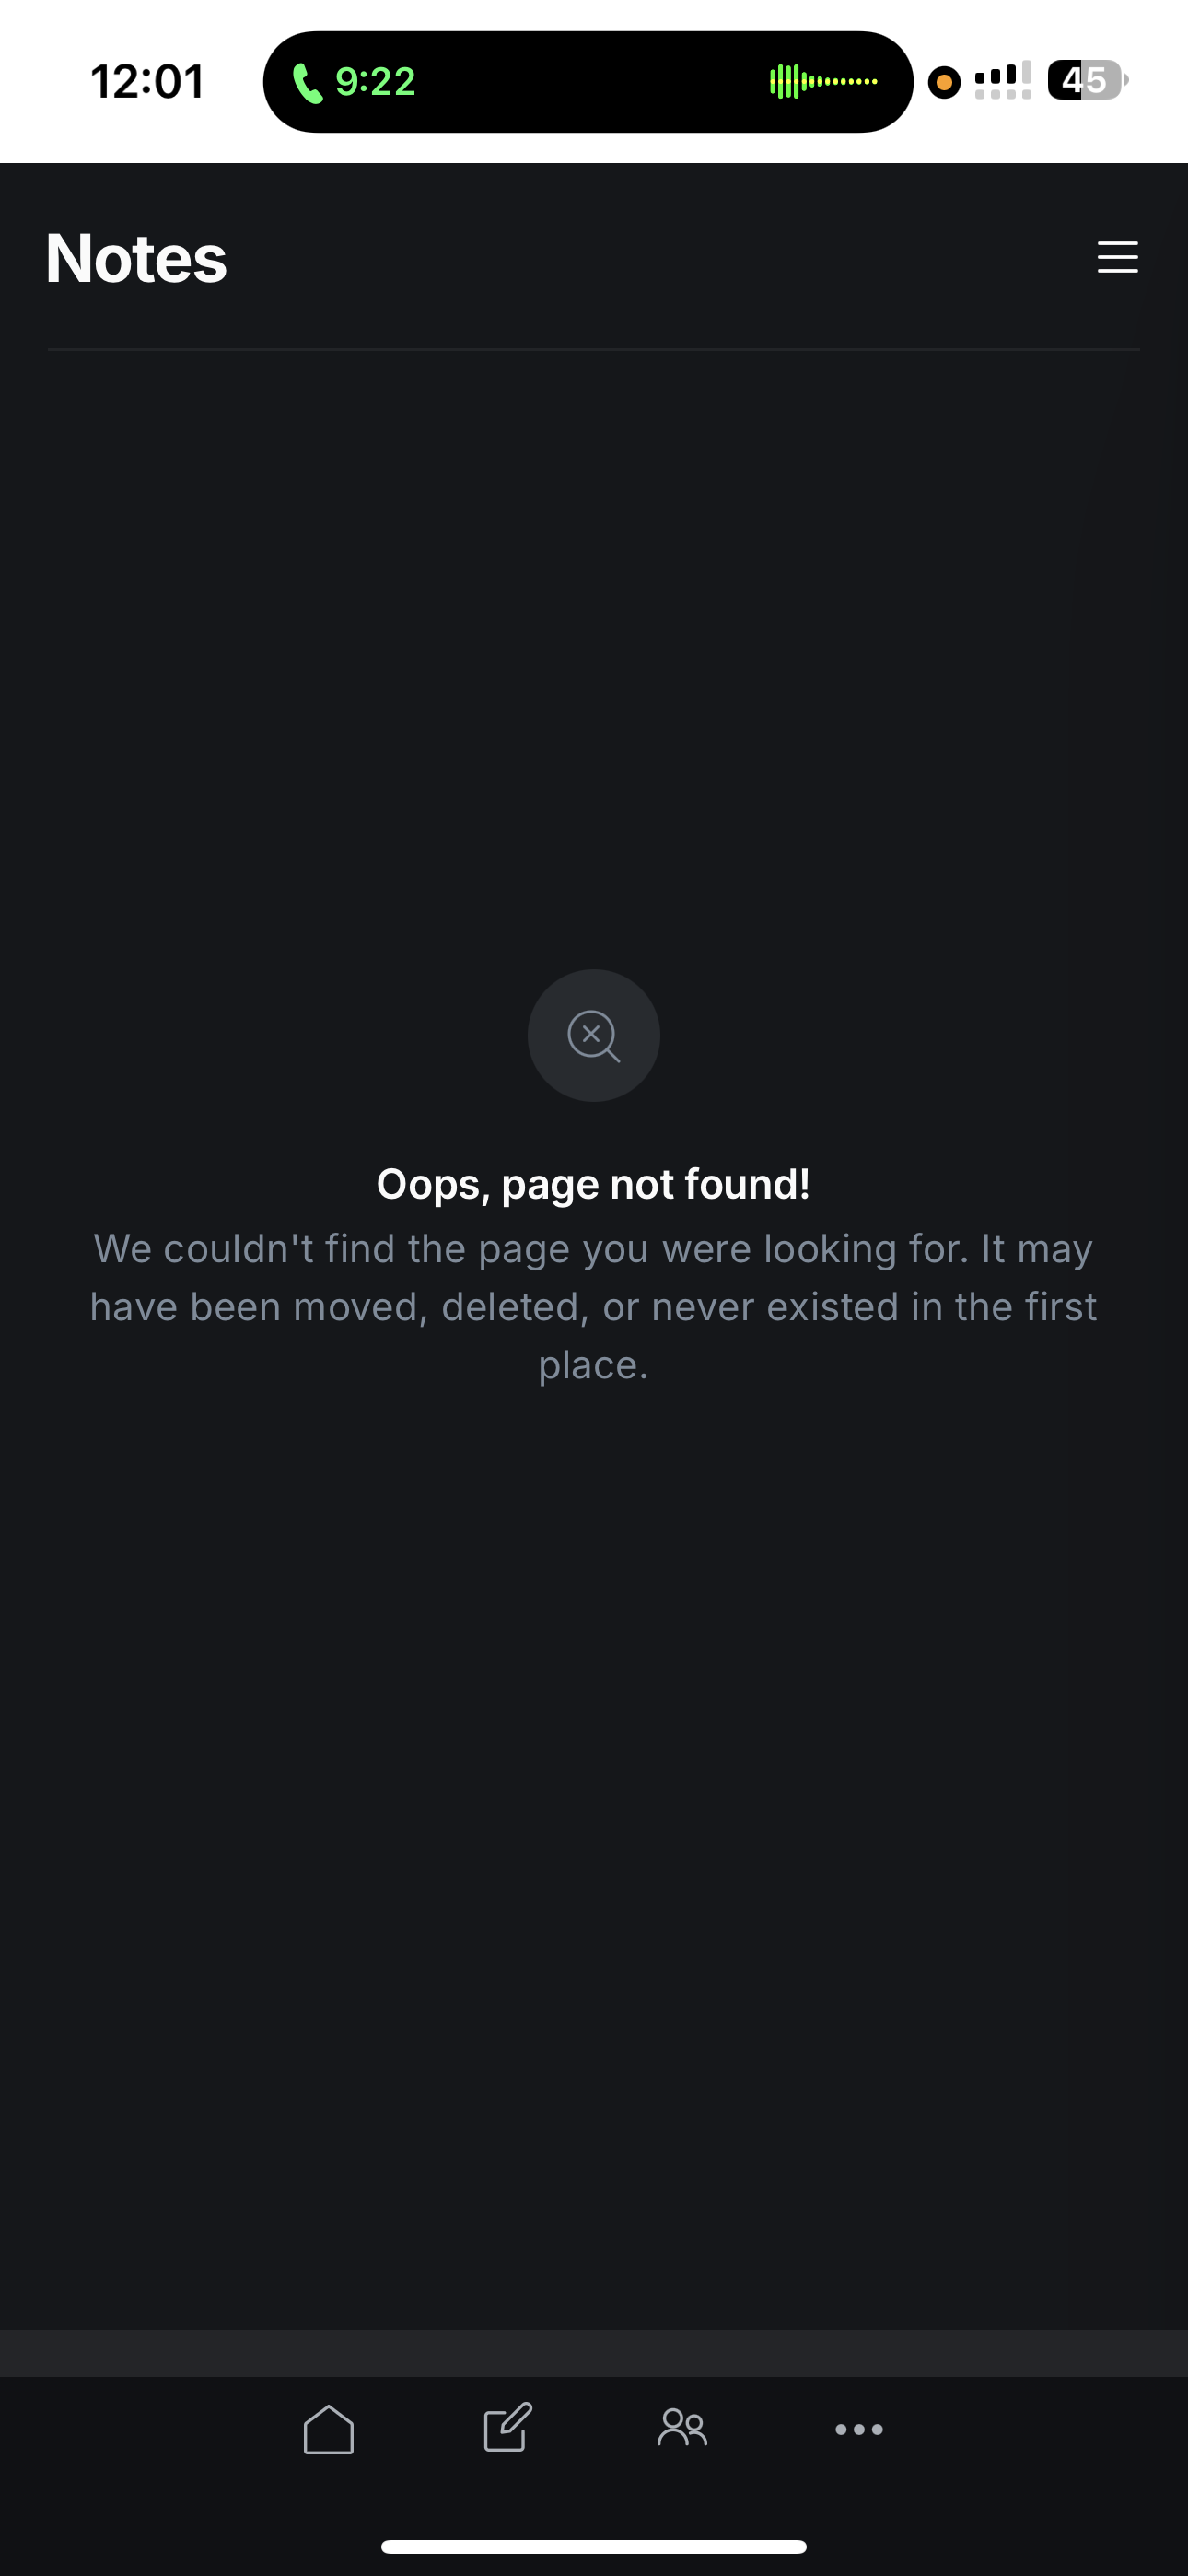 12:01 9:22 45
Notes
Oops, page not found!
We couldn't find the page you were looking for. It may
have been moved, deleted, or never existed in the first
place.